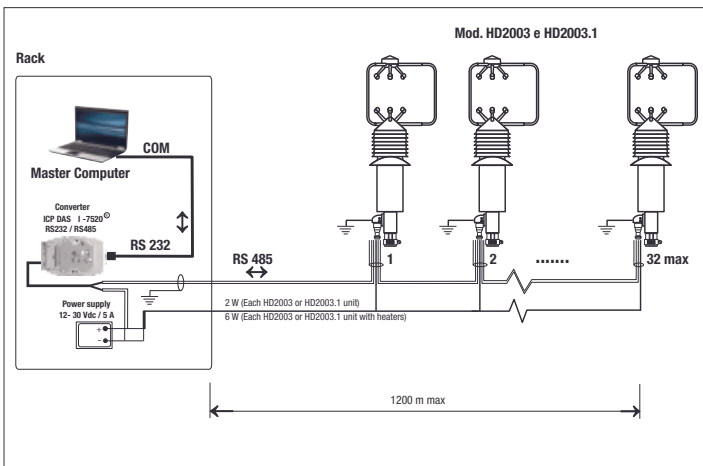 Mod. HD2003 e HD2003.1
Rack
COM
Master Computer
Converter
ICP DAS I -7520®
RS232 / RS485
RS 232
RS 485
1
2
.......
32 max
Power supply
12- 30 Vdc / 5 A
+
-
2 W (Each HD2003 or HD2003.1 unit)
6 W (Each HD2003 or HD2003.1 unit with heaters)
1200 m max